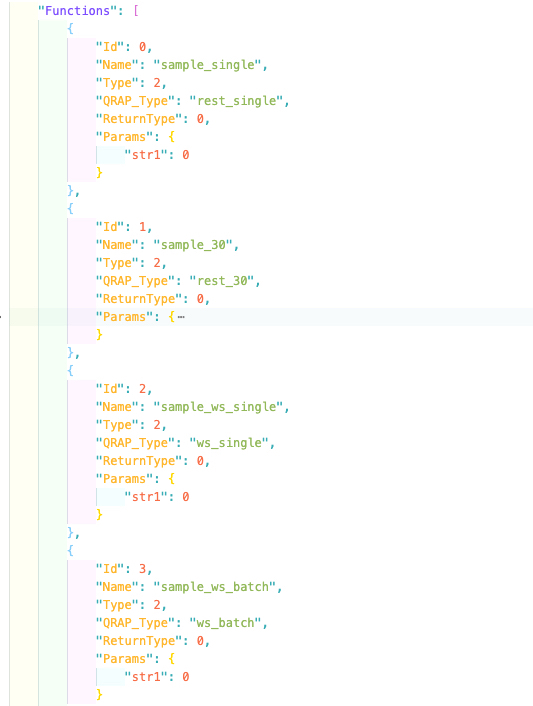 "Functions": [
{
"Id": 0,
"Name": "sample_single",
"Type": 2,
"QRAP_Type": "rest_single",
"ReturnType": 0,
"Params": {
"str1": 0
}
},
{
"Id": 1,
"Name": "sample_30",
"Type": 2,
"QRAP_Type": "rest_30",
"ReturnType": 0,
"Params": {⋯
}
},
{
"Id": 2,
"Name": "sample_ws_single",
"Type": 2,
"QRAP_Type": "ws_single",
"ReturnType": 0,
"Params": {
"str1": 0
}
},
{
"Id": 3,
"Name": "sample_ws_batch",
"Type": 2,
"QRAP_Type": "ws_batch",
"ReturnType": 0,
"Params": {
"str1": 0
}